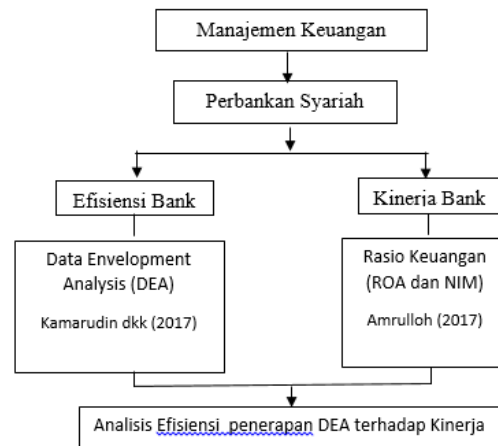 Manajemen Keuangan
Perbankan Syariah
Efisiensi Bank
Kinerja Bank
Data Envelopment
Analysis (DEA)
Kamarudin dkk (2017)
Rasio Keuangan
(ROA dan NIM)
Amrulloh (2017)
Analisis Efisiensi penerapan DEA terhadap Kinerja